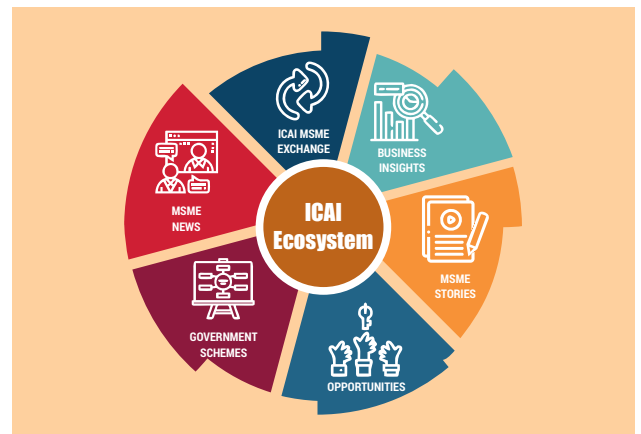 ICAI MSME
EXCHANGE
BUSINESS
INSIGHTS
MSME
STORIES
OPPORTUNITIES
GOVERNMENT
SCHEMES
MSME
NEWS
ICAI
Ecosystem